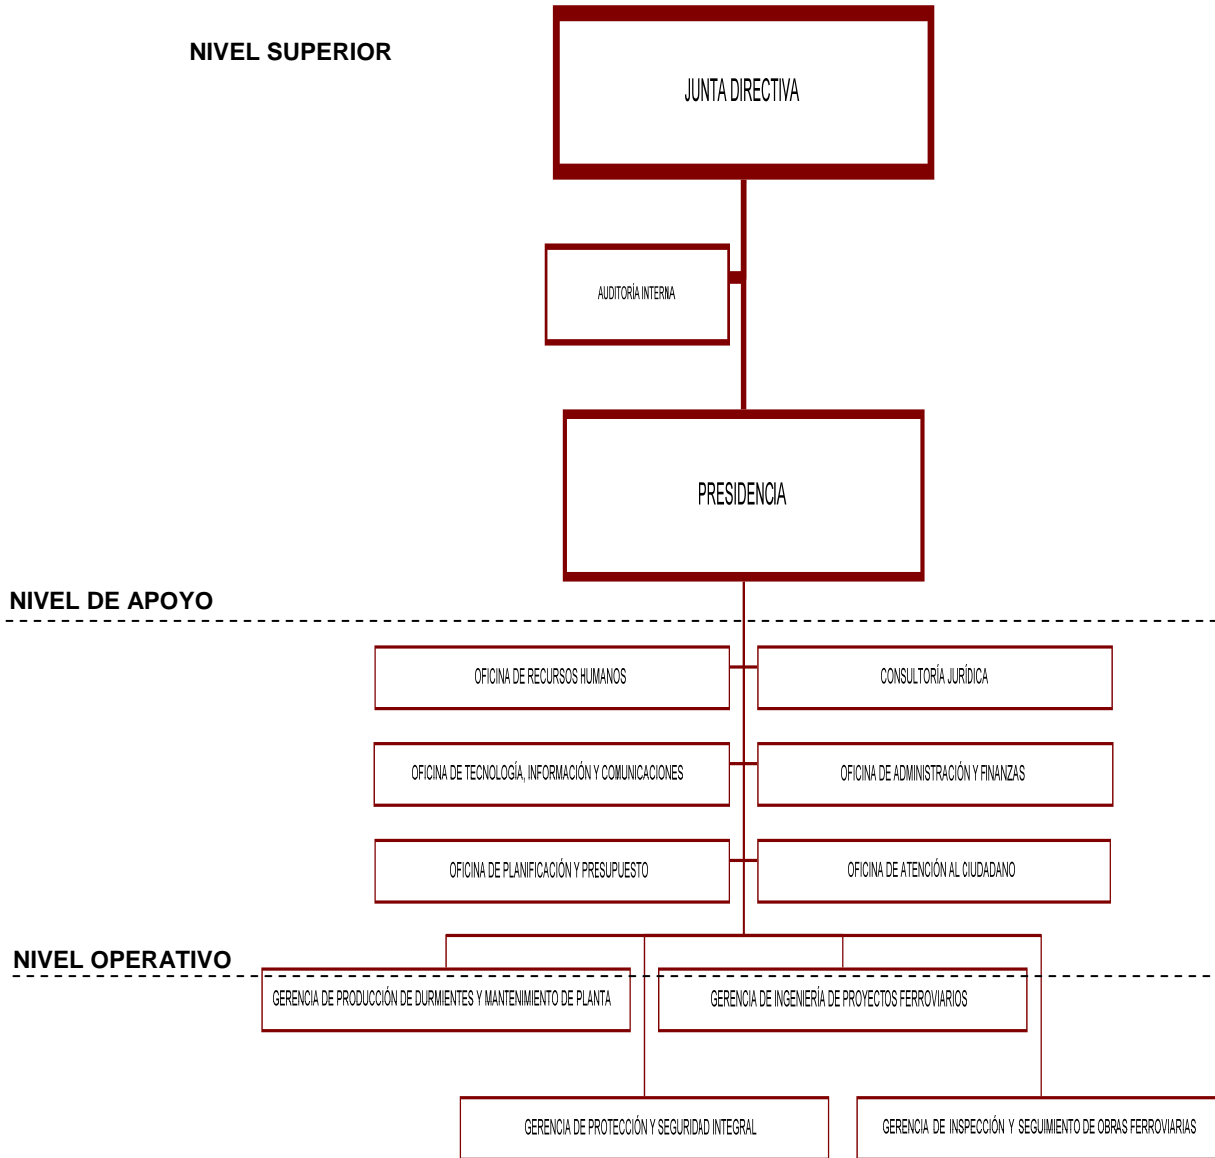 NIVEL SUPERIOR
JUNTA DIRECTIVA
AUDITORÍA INTERNA
PRESIDENCIA
NIVEL DE APOYO
OFICINA DE RECURSOS HUMANOS
CONSULTORÍA JURÍDICA
OFICINA DE TECNOLOGÍA, INFORMACIÓN Y COMUNICACIONES
OFICINA DE ADMINISTRACIÓN Y FINANZAS
OFICINA DE PLANIFICACIÓN Y PRESUPUESTO
OFICINA DE ATENCIÓN AL CIUDADANO
NIVEL OPERATIVO
GERENCIA DE PRODUCCIÓN DE DURMIENTES Y MANTENIMIENTO DE PLANTA
GERENCIA DE INGENIERÍA DE PROYECTOS FERROVIARIOS
GERENCIA DE PROTECCIÓN Y SEGURIDAD INTEGRAL
GERENCIA DE INSPECCIÓN Y SEGUIMIENTO DE OBRAS FERROVIARIAS